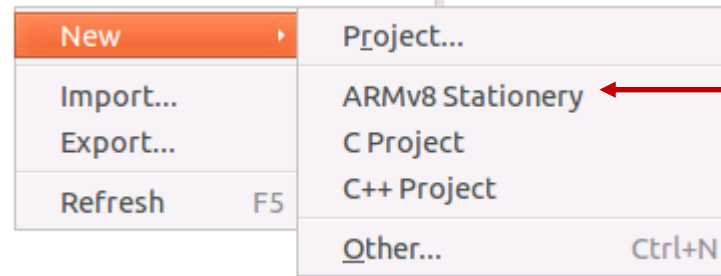 New
Import...
Export...
Refresh F5
Project...
ARMv8 Stationery
C Project
C++ Project
Other... Ctrl+N